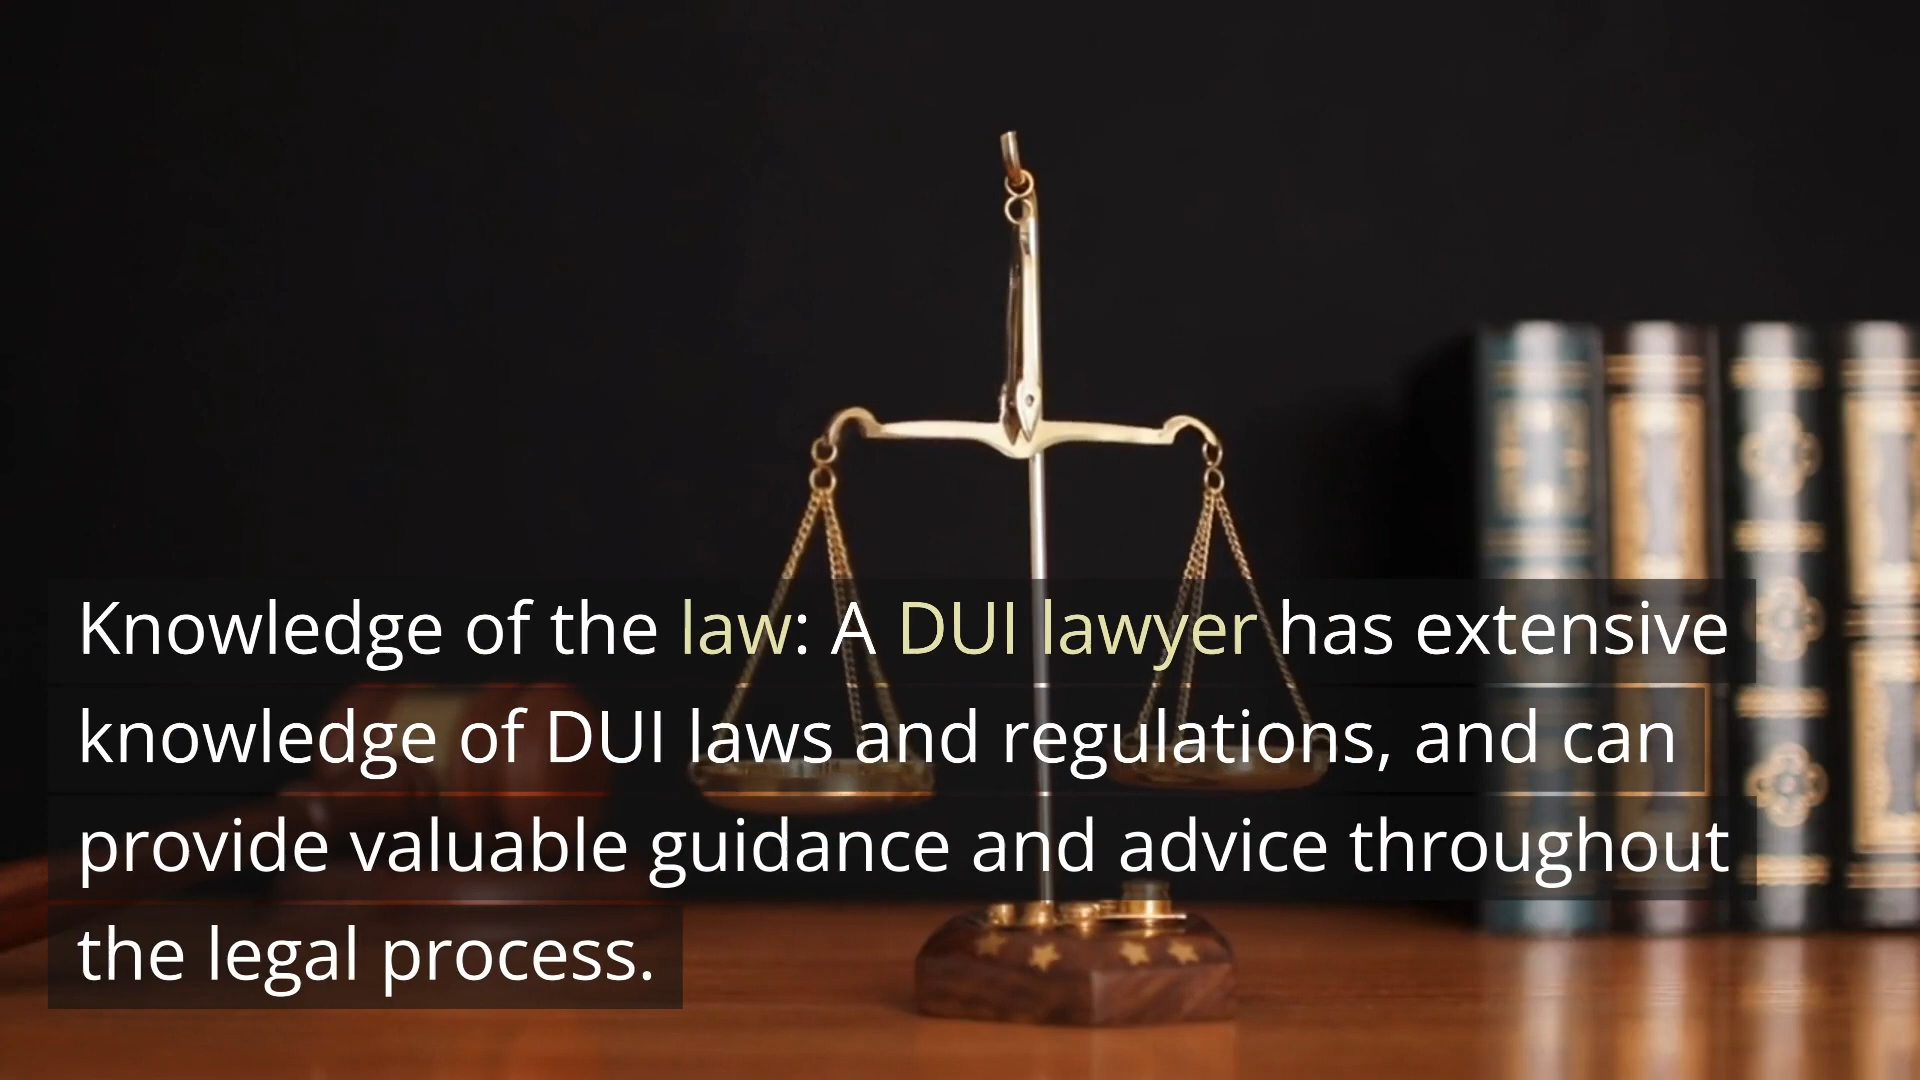 Knowledge of the law: A DUI lawyer has extensive
knowledge of DUI laws and regulations, and can
provide valuable guidance and advice throughout
the legal process.